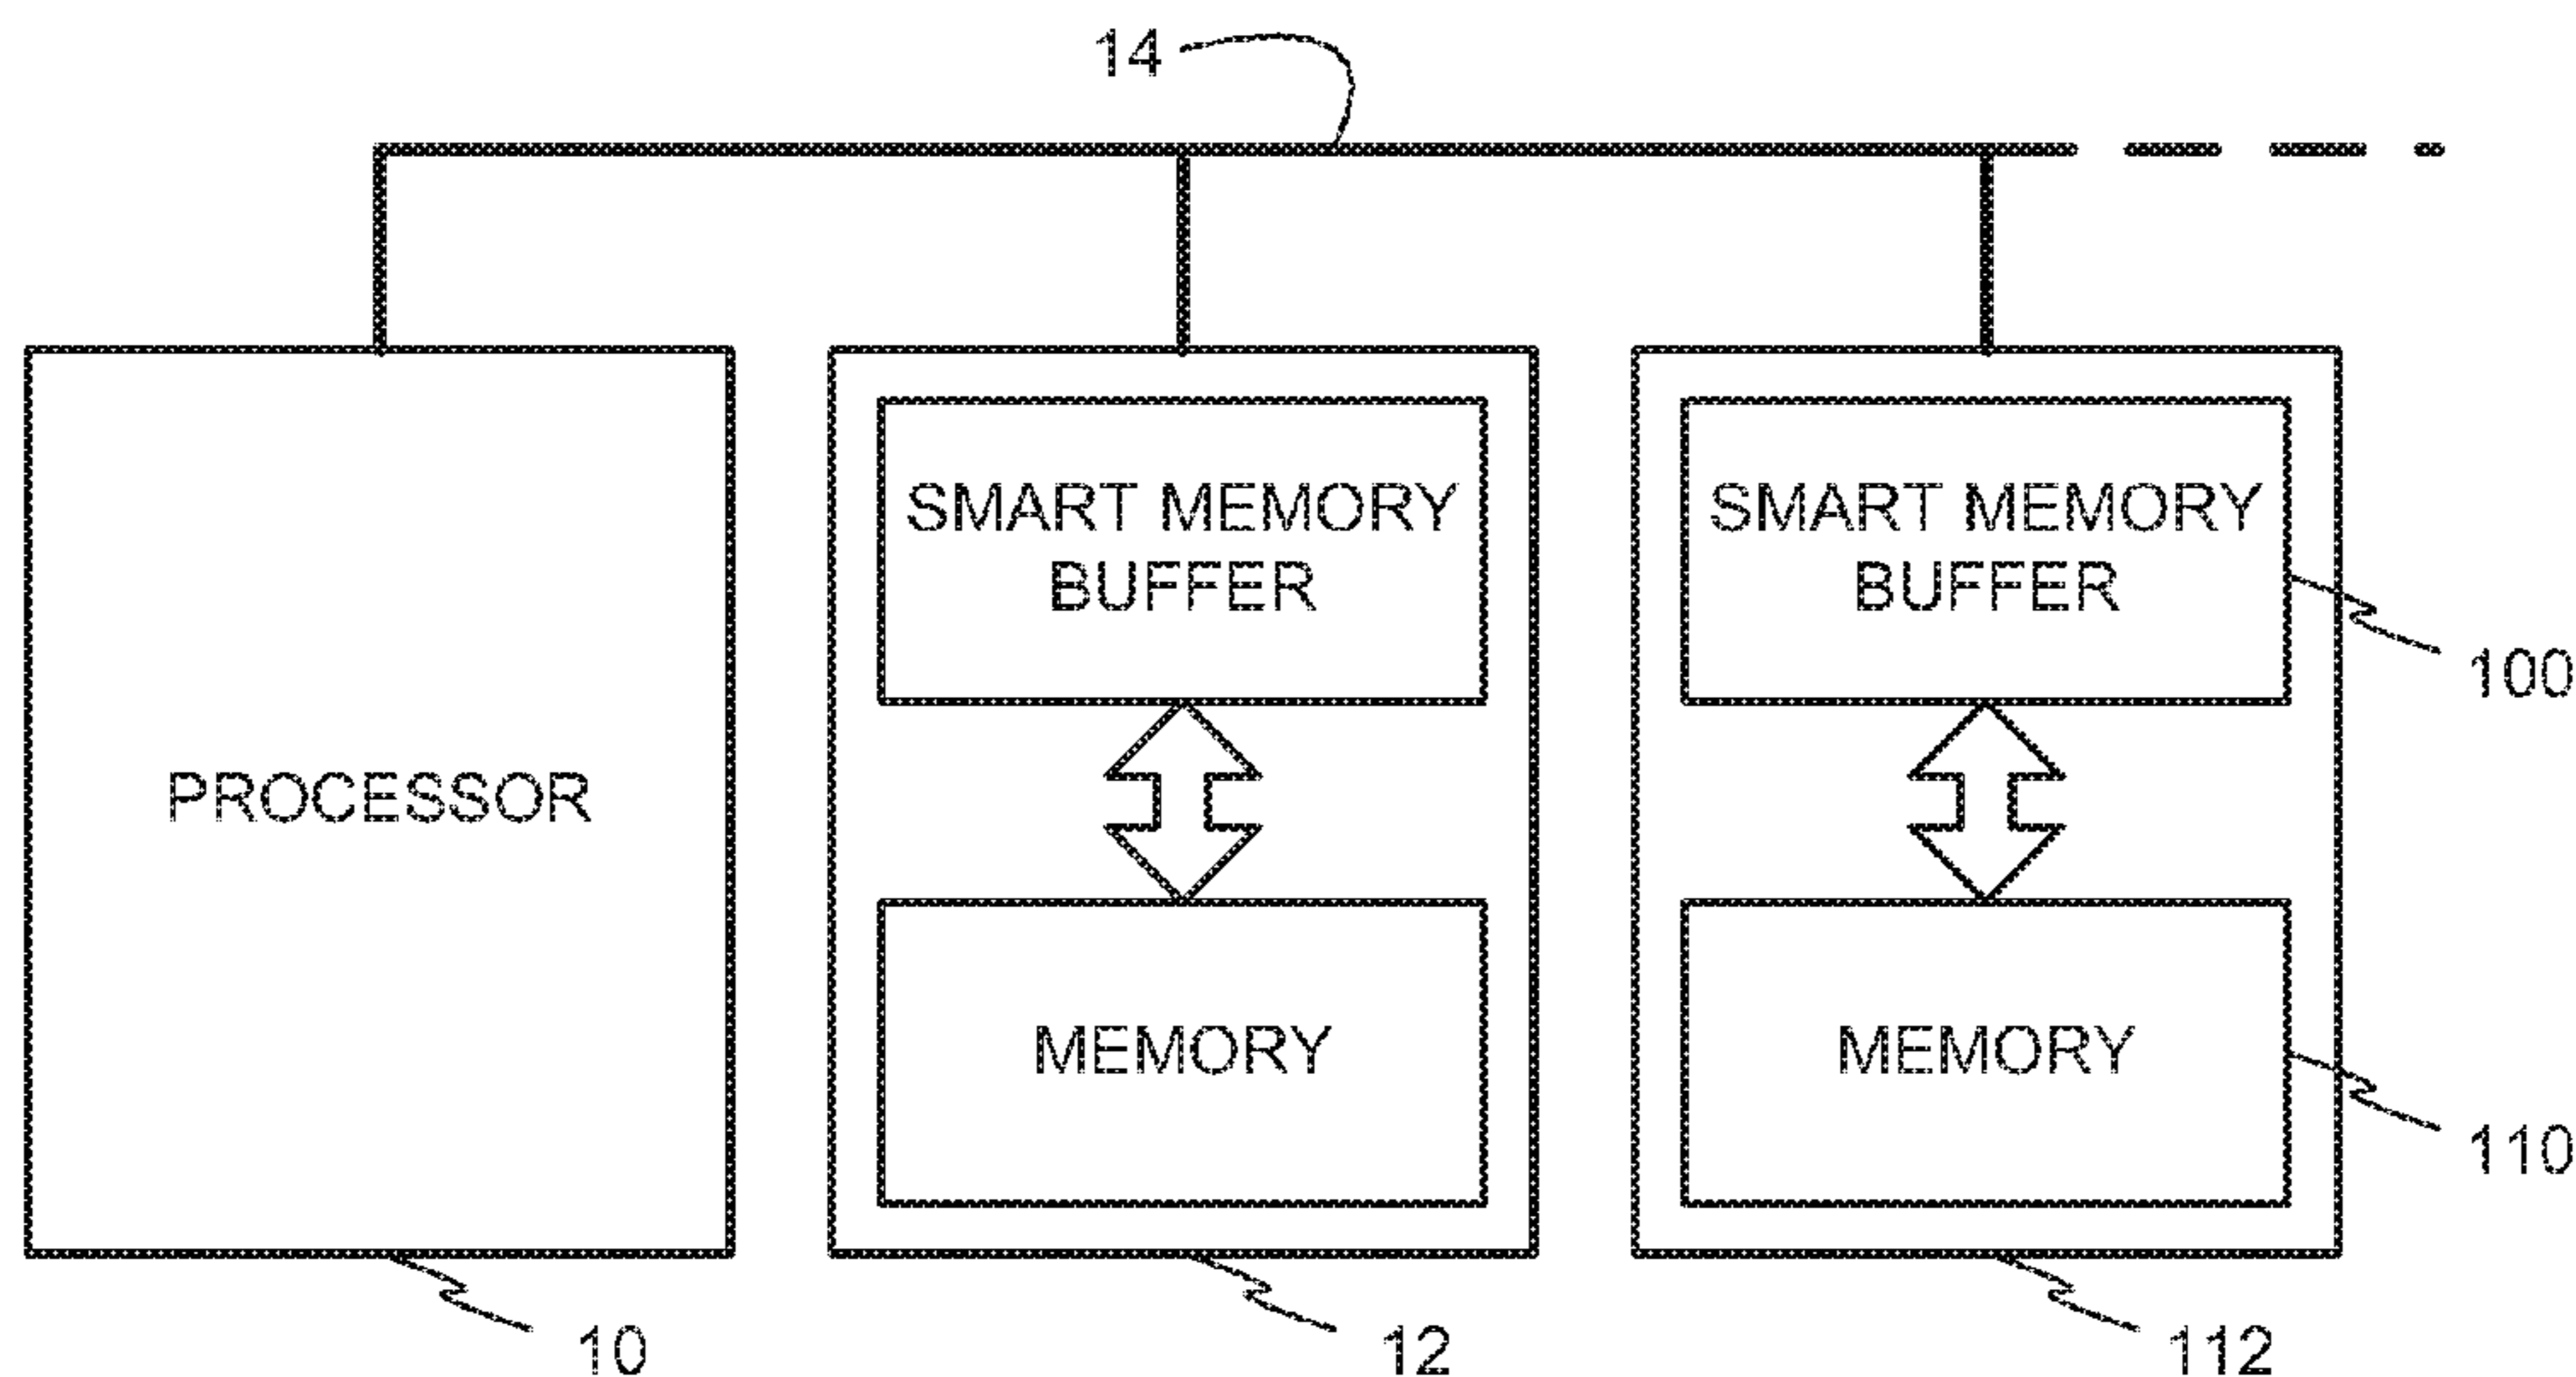 14
SMART MEMORY
BUFFER
SMART MEMORY
BUFFER
100
PROCESSOR
MEMORY
MEMORY
110
10
12
112